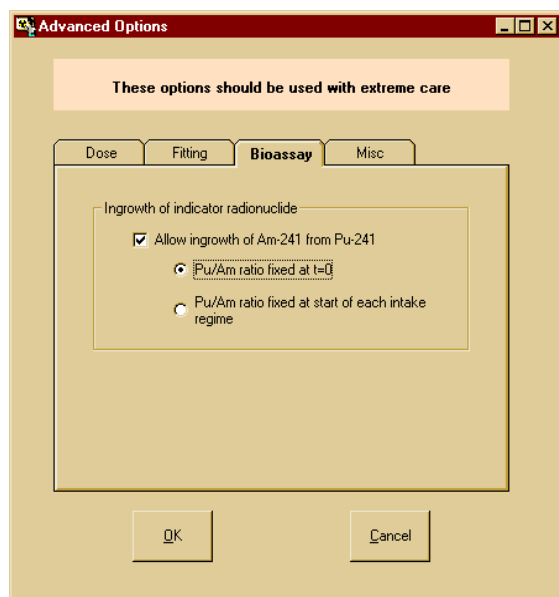 Advanced Options
These options should be used with extreme care
Dose
Fitting
Bioassay
Misc
Ingrowth of indicator radionuclide
Allow ingrowth of Am-241 from Pu-241
Pu/Am ratio fixed at t=0
Pu/Am ratio fixed at start of each intake
regime
OK
Cancel